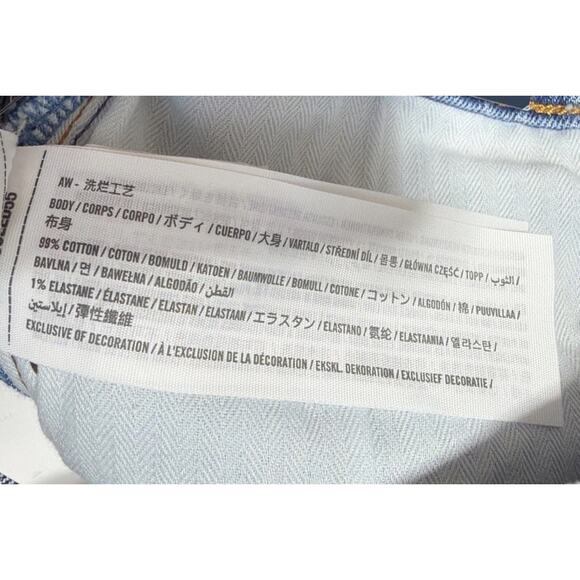 AW - 洗烂工艺
BODY / CORPS / CORPO / ボディ / CUERPO / 大身 / VARTALO / STŘEDNÍ DÍL / 몸통 / GŁÓWNA CZĘŚĆ / TOPP / الثوب /
布身
99% COTTON / COTON / BOMULD / KATOEN / BAUMWOLLE / BOMULL / COTONE / コットン / ALGODÓN / 棉 / PUUVILLAA /
BAVLNA / 면 / BAWEŁNA / ALGODÃO / القطن /
1% ELASTANE / ÉLASTANE / ELASTAN / ELASTAAN / エラスタン / ELASTANO / 氨纶 / ELASTAANIA / 엘라스탄 /
إيلاستين / 彈性纖維
EXCLUSIVE OF DECORATION / À L'EXCLUSION DE LA DÉCORATION / EKSKL. DEKORATION / EXCLUSIEF DECORATIE /